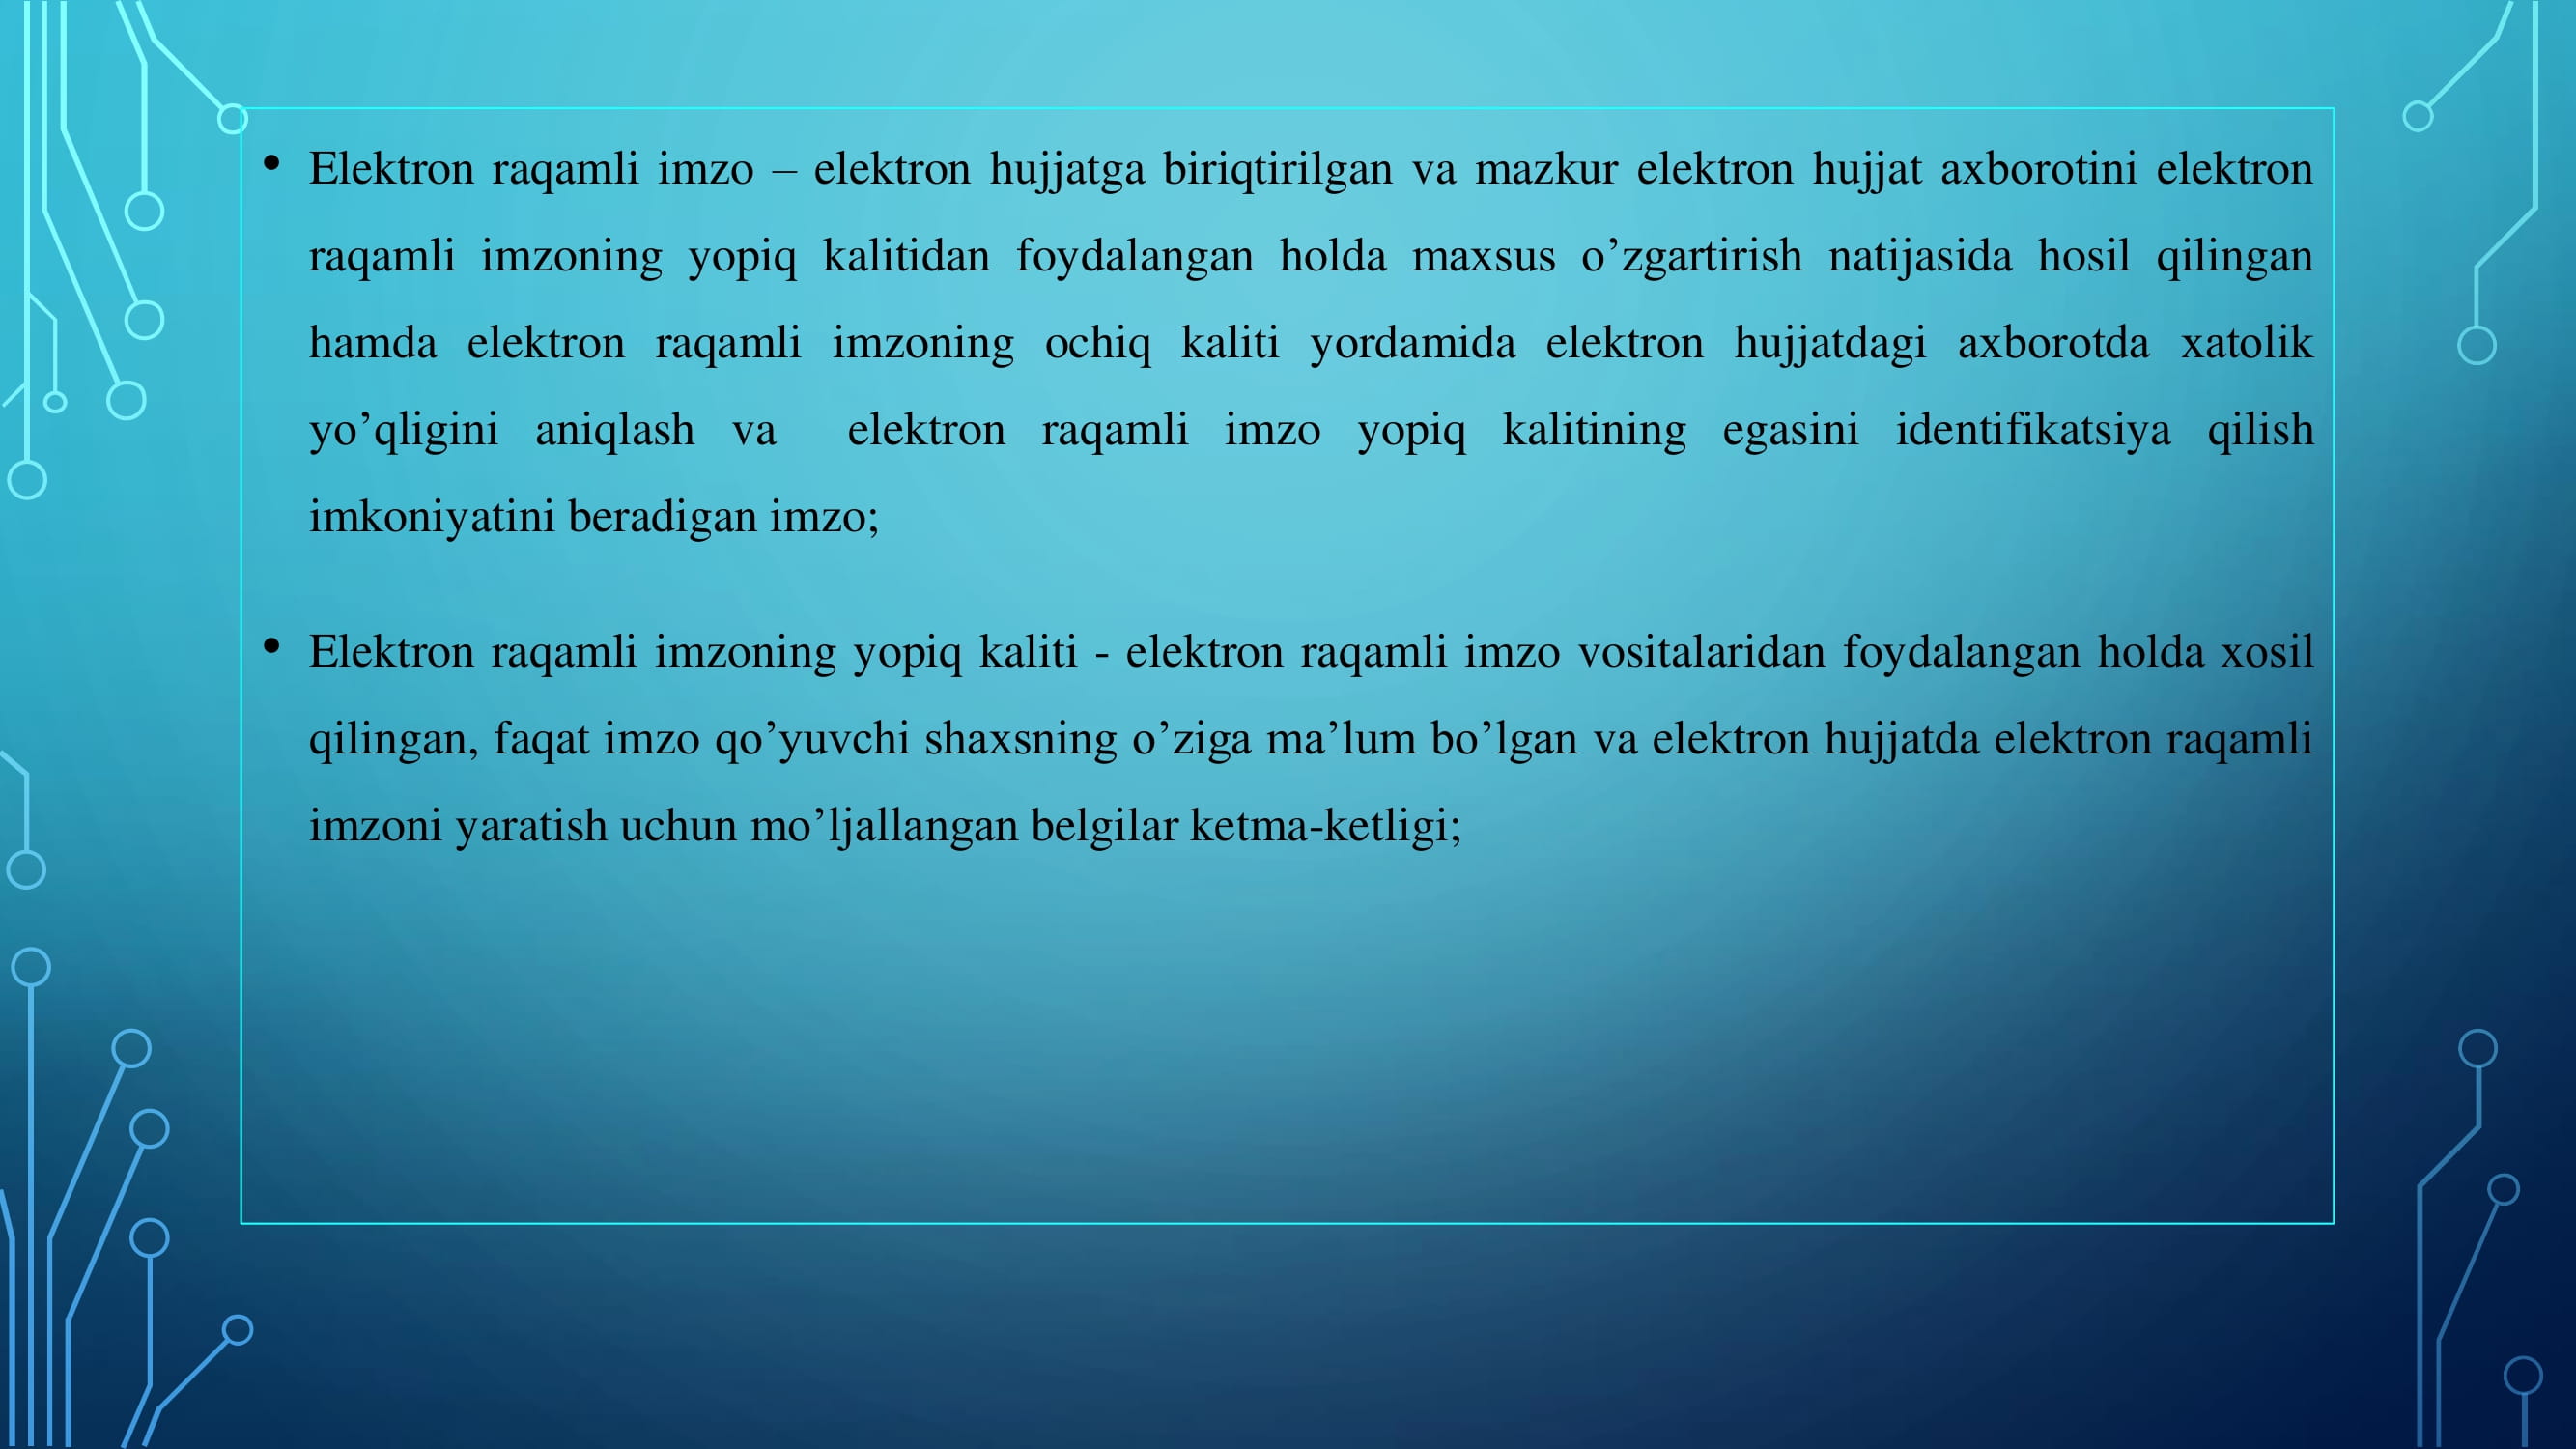 • Elektron raqamli imzo – elektron hujjatga biriqtirilgan va mazkur elektron hujjat axborotini elektron
raqamli imzoning yopiq kalitidan foydalangan holda maxsus o’zgartirish natijasida hosil qilingan
hamda elektron raqamli imzoning ochiq kaliti yordamida elektron hujjatdagi axborotda xatolik
yo’qligini aniqlash va elektron raqamli imzo yopiq kalitining egasini identifikatsiya qilish
imkoniyatini beradigan imzo;
• Elektron raqamli imzoning yopiq kaliti - elektron raqamli imzo vositalaridan foydalangan holda xosil
qilingan, faqat imzo qo’yuvchi shaxsning o’ziga ma’lum bo’lgan va elektron hujjatda elektron raqamli
imzoni yaratish uchun mo’ljallangan belgilar ketma-ketligi;